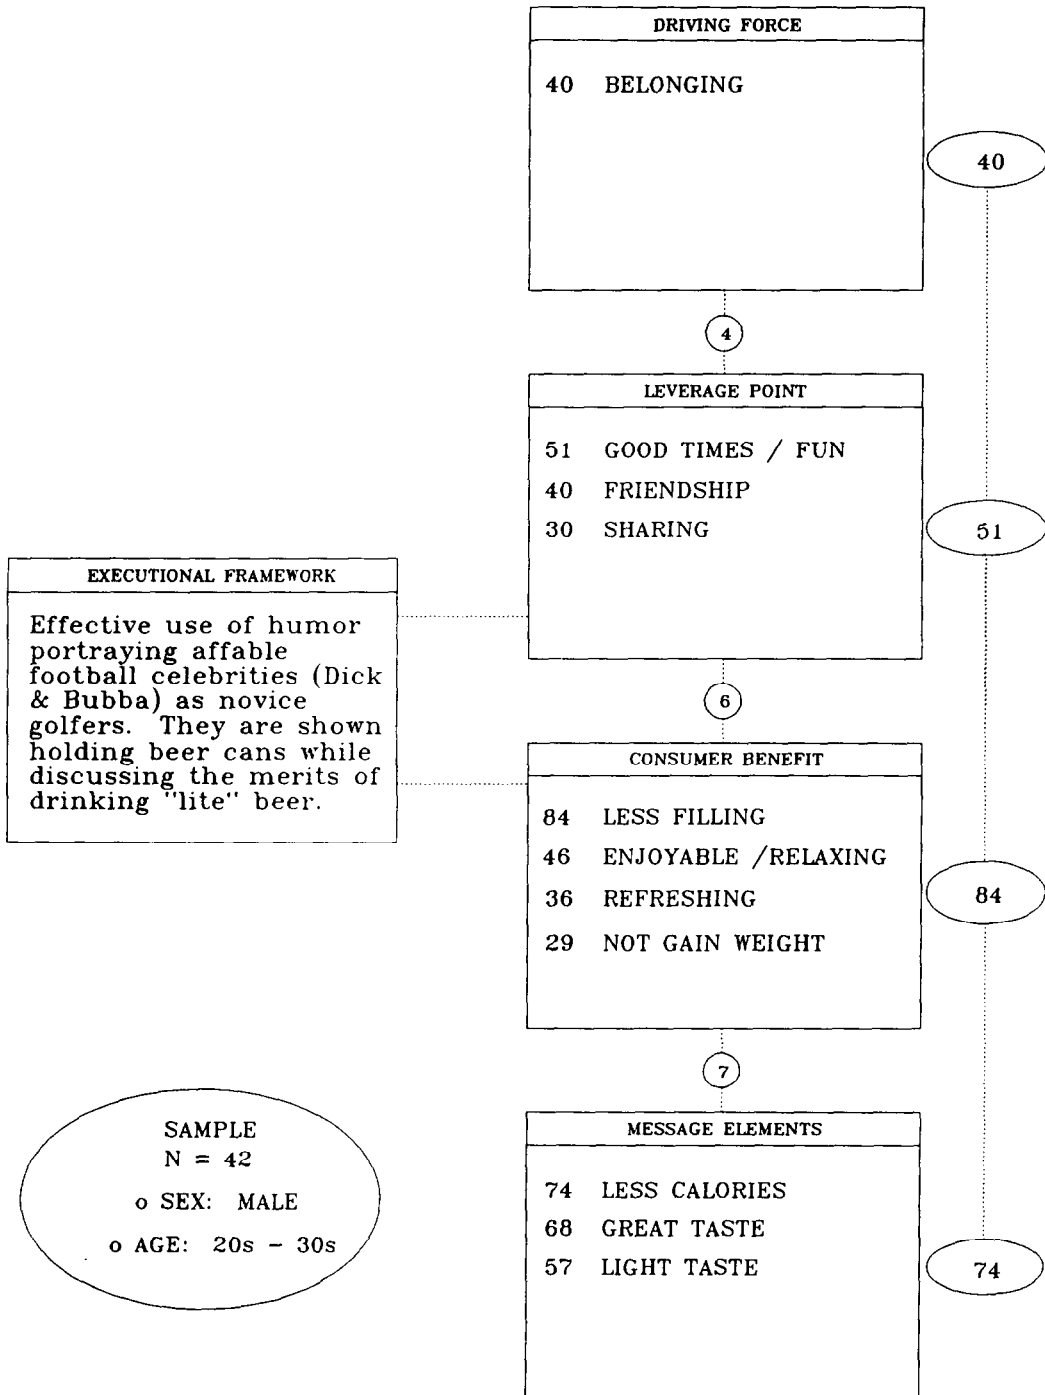 DRIVING FORCE
40 BELONGING
40
4
LEVERAGE POINT
51 GOOD TIMES / FUN
40 FRIENDSHIP
30 SHARING
51
EXECUTIONAL FRAMEWORK
Effective use of humor
portraying affable
football celebrities (Dick
& Bubba) as novice
golfers. They are shown
holding beer cans while
discussing the merits of
drinking "lite" beer.
6
CONSUMER BENEFIT
84 LESS FILLING
46 ENJOYABLE /RELAXING
36 REFRESHING
29 NOT GAIN WEIGHT
84
7
SAMPLE
N = 42
o SEX: MALE
o AGE: 20s - 30s
MESSAGE ELEMENTS
74 LESS CALORIES
68 GREAT TASTE
57 LIGHT TASTE
74